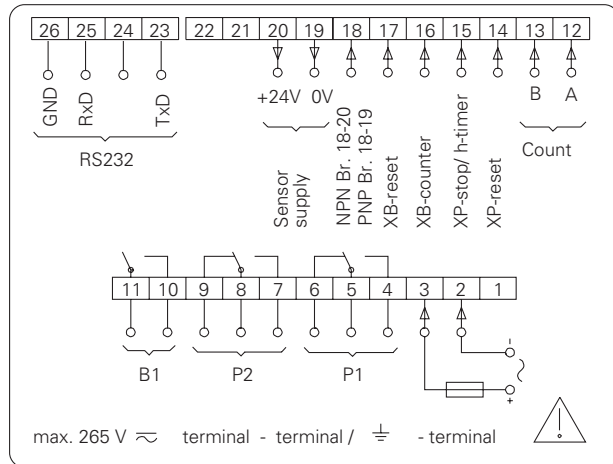 26 25 24 23 22 21 20 19 18 17 16 15 14 13 12
+24V 0V B A
GND
RxD
TxD
RS232
Sensor
supply
NPN Br. 18-20
PNP Br. 18-19
XB-reset
XB-counter
XP-stop/ h-timer
XP-reset
Count
11 10 9 8 7 6 5 4 3 2 1
B1 P2 P1
-
+
max. 265 V terminal - terminal / - terminal